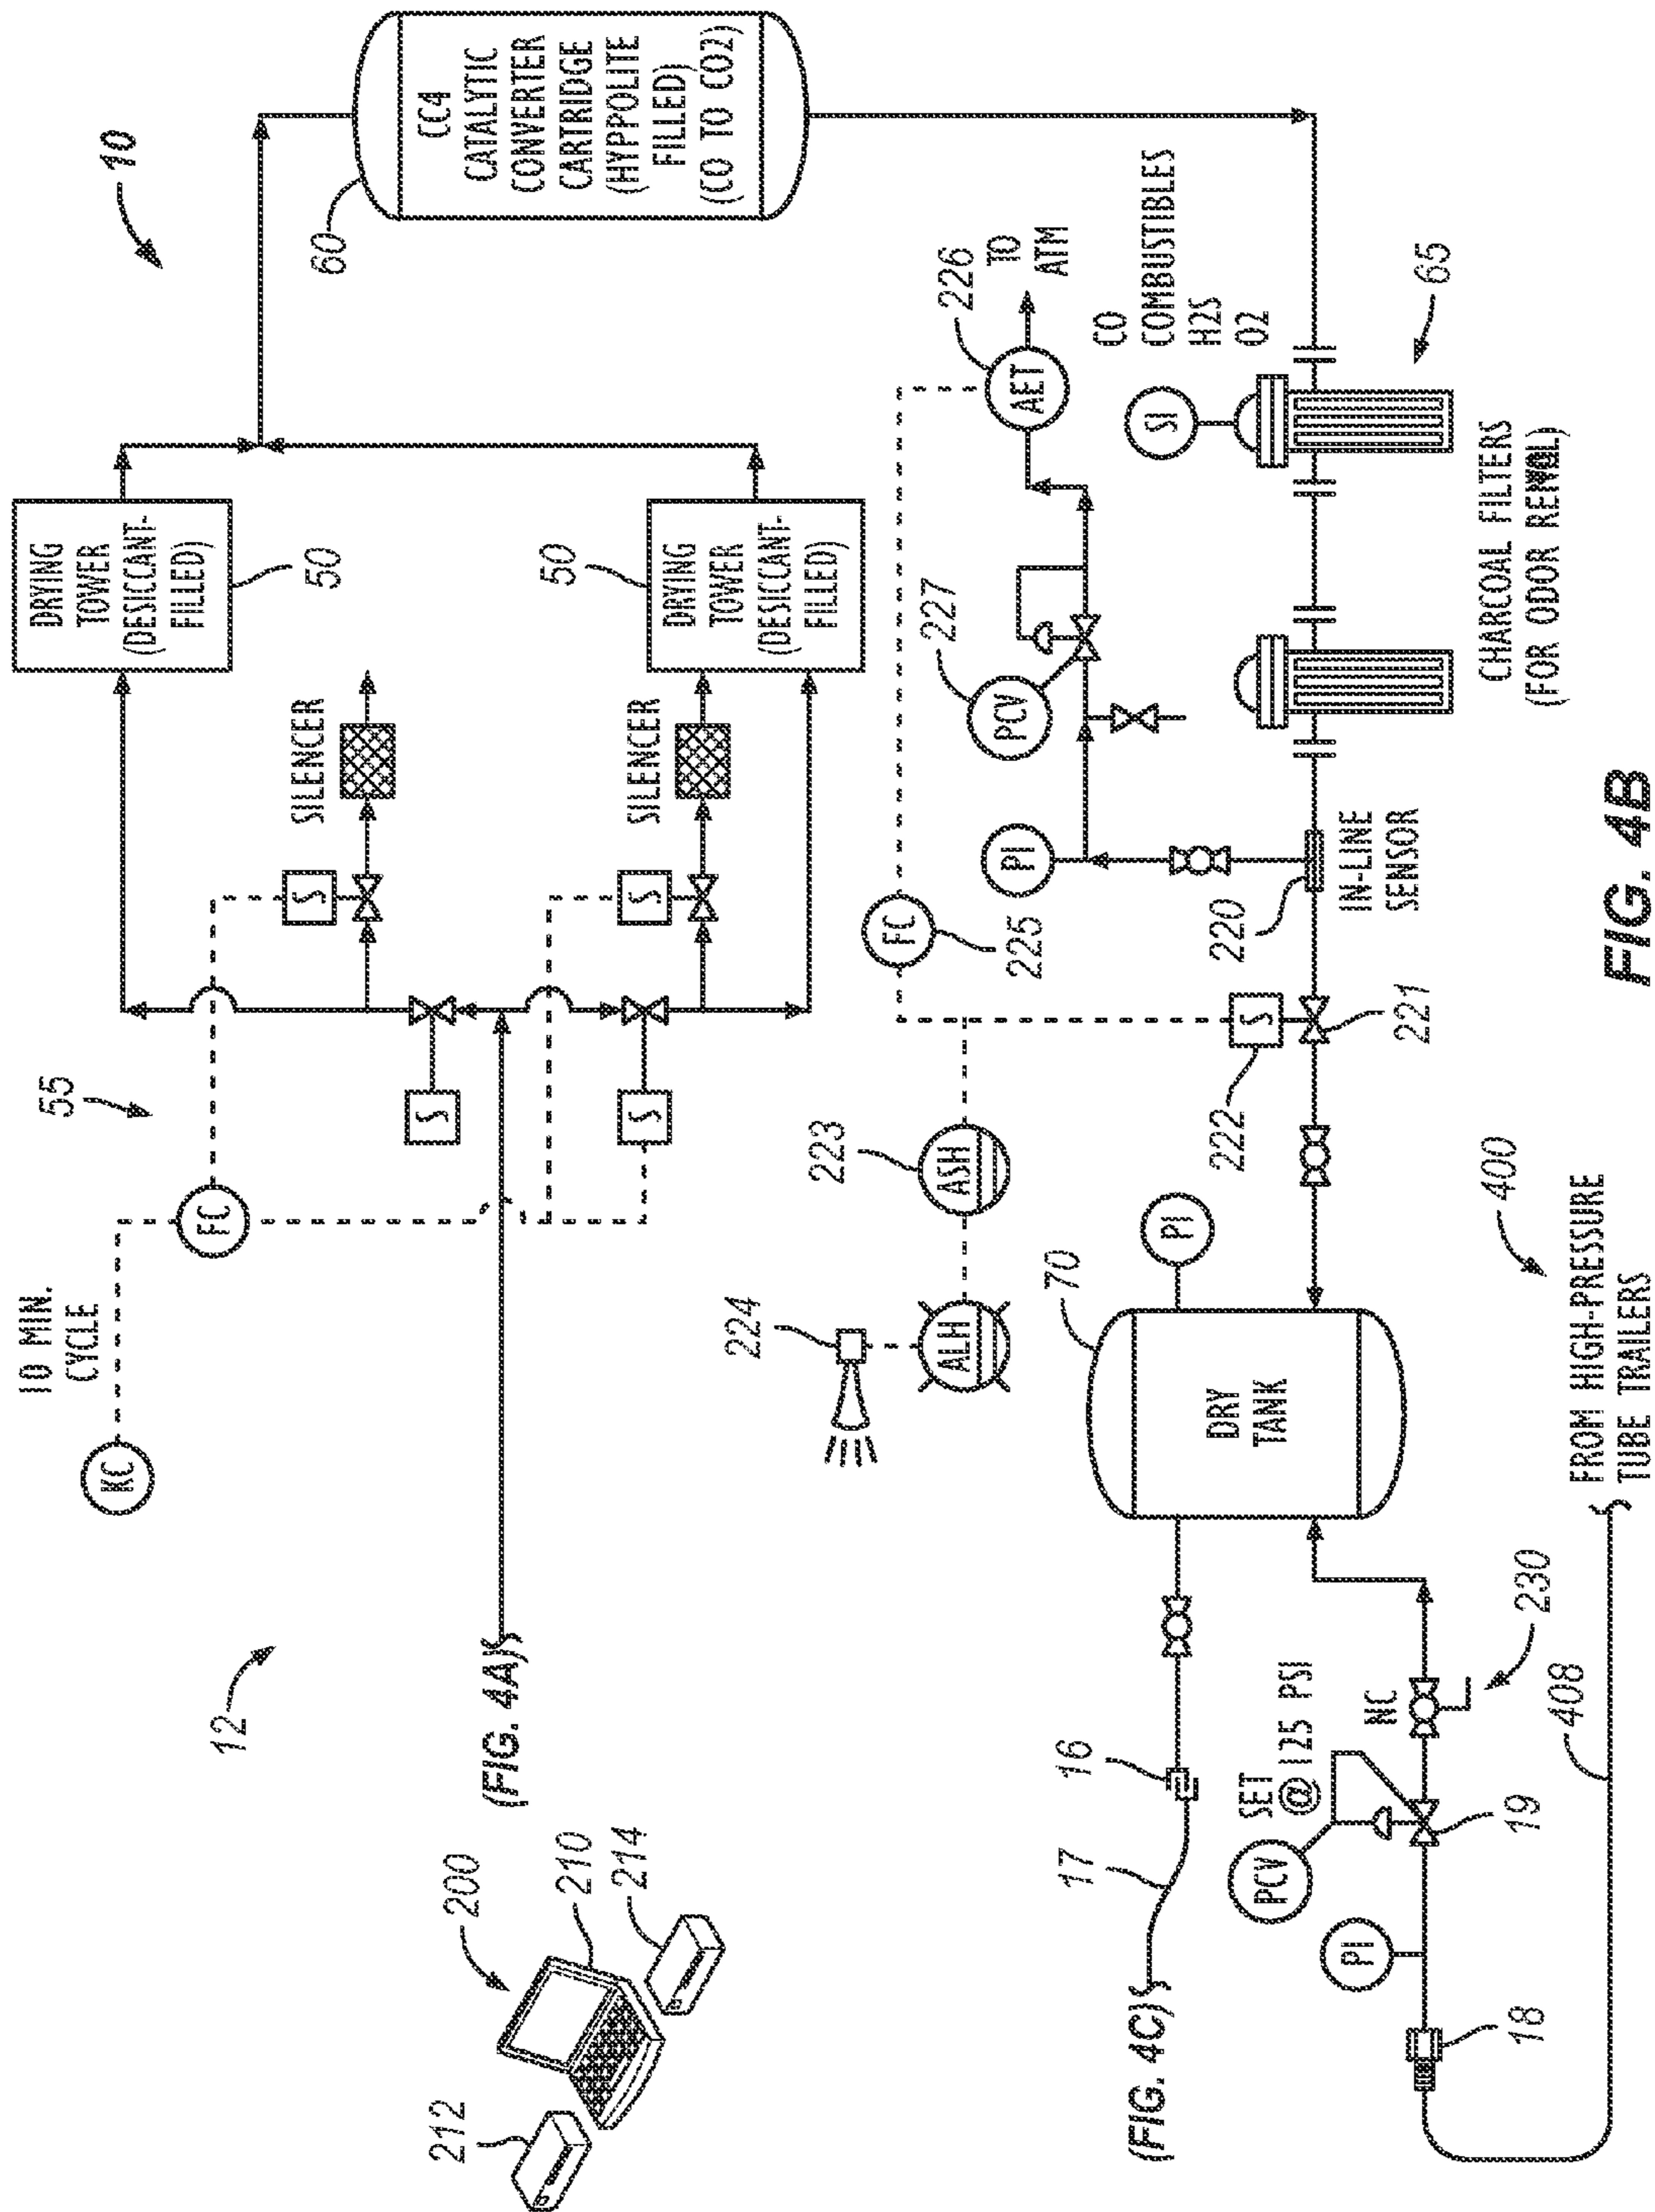 10 MIN.
CYCLE
KC
FC
55
12
10
(FIG. 4A)
S
S
S
S
SILENCER
SILENCER
DRYING
TOWER
(DESICCANT-
FILLED)
50
DRYING
TOWER
(DESICCANT-
FILLED)
50
60
CC4
CATALYTIC
CONVERTER
CARTRIDGE
(HYPPOLITE
FILLED)
(CO TO CO2)
200
210
212
214
224
ALH
223
ASH
FC
225
PI
PCV
227
AET
226
TO
ATM
CO
COMBUSTIBLES
H2S
O2
SI
65
CHARCOAL FILTERS
(FOR ODOR REMOVAL)
IN-LINE
SENSOR
220
221
S
222
PI
70
DRY
TANK
(FIG. 4C)
17
16
SET
@125 PSI
PCV
NC
230
PI
18
19
408
400
FROM HIGH-PRESSURE
TUBE TRAILERS
FIG. 4B